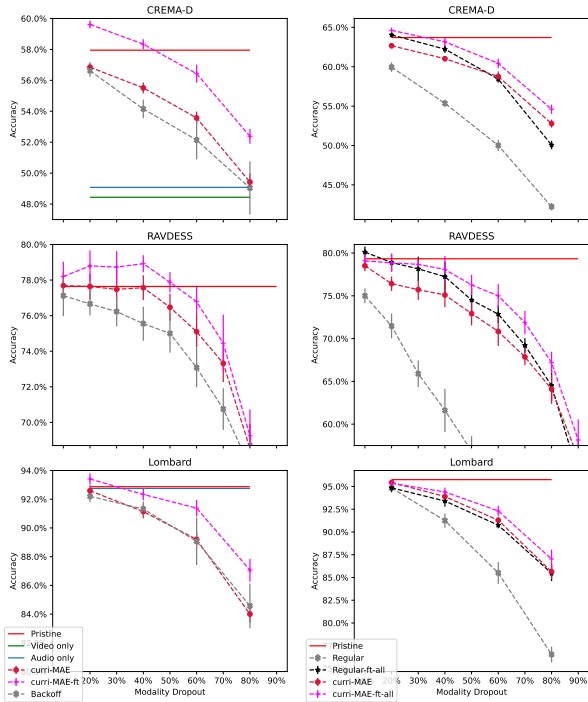 CREMA-D
60.0%
58.0%
56.0%
54.0%
52.0%
50.0%
48.0%
Accuracy
CREMA-D
65.0%
60.0%
55.0%
50.0%
45.0%
Accuracy
RAVDESS
80.0%
78.0%
76.0%
74.0%
72.0%
70.0%
Accuracy
RAVDESS
80.0%
75.0%
70.0%
65.0%
60.0%
Accuracy
Lombard
94.0%
92.0%
90.0%
88.0%
86.0%
84.0%
Accuracy
Pristine
Video only
Audio only
curri-MAE
curri-MAE-ft
Backoff
20%
30%
40%
50%
60%
70%
80%
90%
Modality Dropout
Lombard
95.0%
92.5%
90.0%
87.5%
85.0%
82.5%
80.0%
Accuracy
Pristine
Regular
Regular-ft-all
curri-MAE
curri-MAE-ft-all
20%
30%
40%
50%
60%
70%
80%
90%
Modality Dropout